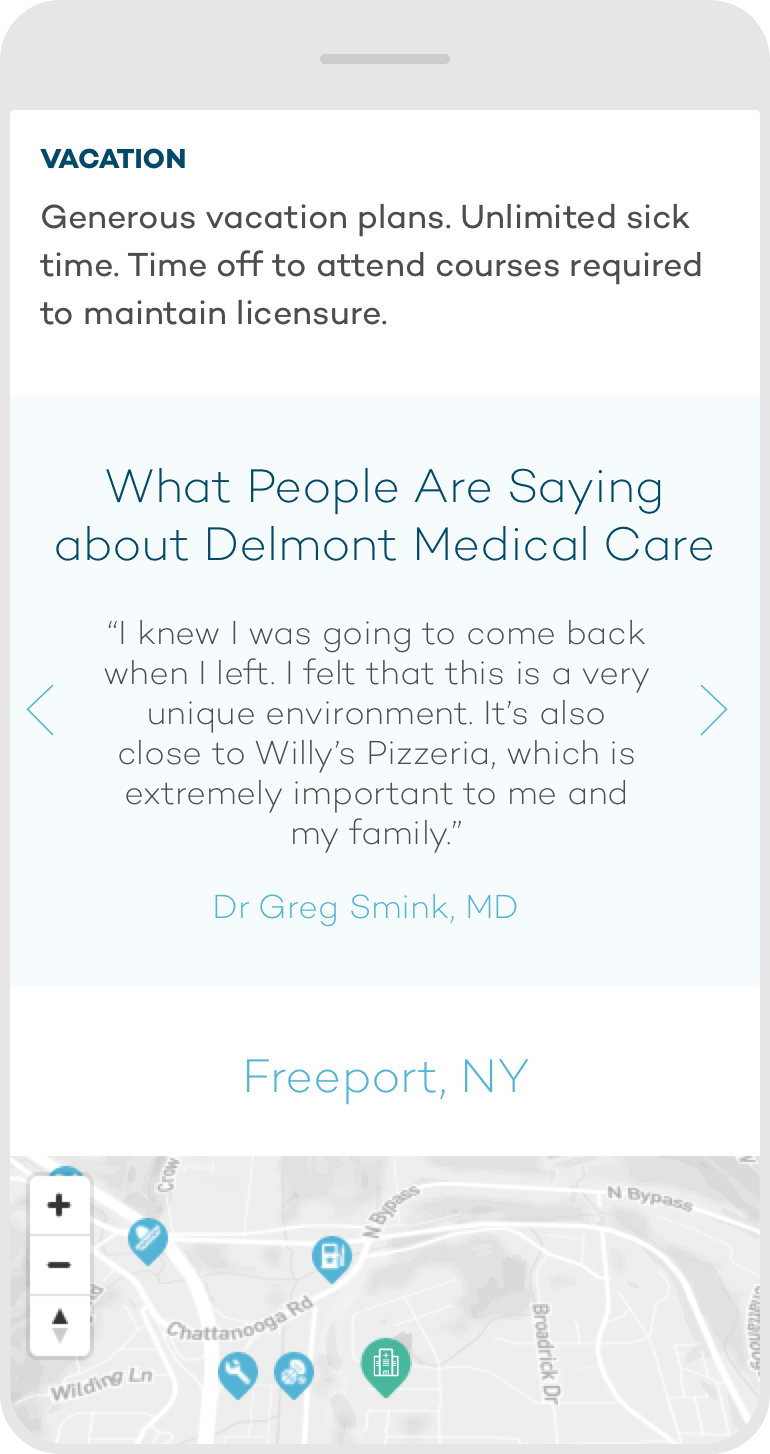 VACATION
Generous vacation plans. Unlimited sick
time. Time off to attend courses required
to maintain licensure.
What People Are Saying
about Delmont Medical Care
“I knew I was going to come back
when I left. I felt that this is a very
unique environment. It’s also
close to Willy’s Pizzeria, which is
extremely important to me and
my family.”
Dr Greg Smink, MD
Freeport, NY
Crow
N Bypass
N Bypass
Chattanooga Rd
Broadrick Dr
Wilding Ln